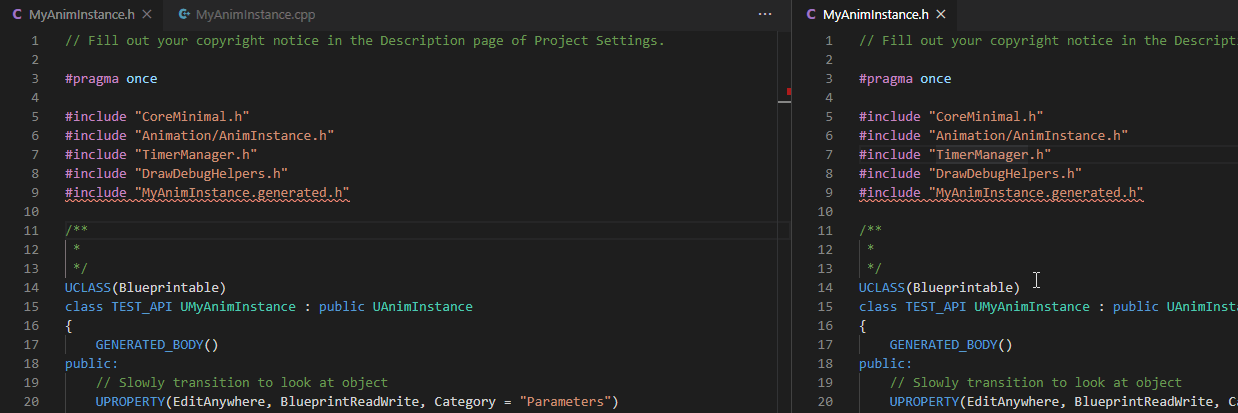 C MyAnimInstance.h ×
C++ MyAnimInstance.cpp
...
1 // Fill out your copyright notice in the Description page of Project Settings.
2
3 #pragma once
4
5 #include "CoreMinimal.h"
6 #include "Animation/AnimInstance.h"
7 #include "TimerManager.h"
8 #include "DrawDebugHelpers.h"
9 #include "MyAnimInstance.generated.h"
10
11 /**
12 *
13 */
14 UCLASS(Blueprintable)
15 class TEST_API UMyAnimInstance : public UAnimInstance
16 {
17 GENERATED_BODY()
18 public:
19 // Slowly transition to look at object
20 UPROPERTY(EditAnywhere, BlueprintReadWrite, Category = "Parameters")
C MyAnimInstance.h ×
1 // Fill out your copyright notice in the Descripti
2
3 #pragma once
4
5 #include "CoreMinimal.h"
6 #include "Animation/AnimInstance.h"
7 #include "TimerManager.h"
8 #include "DrawDebugHelpers.h"
9 #include "MyAnimInstance.generated.h"
10
11 /**
12 *
13 */
14 UCLASS(Blueprintable)
15 class TEST_API UMyAnimInstance : public UAnimInst
16 {
17 GENERATED_BODY()
18 public:
19 // Slowly transition to look at object
20 UPROPERTY(EditAnywhere, BlueprintReadWrite, Ca